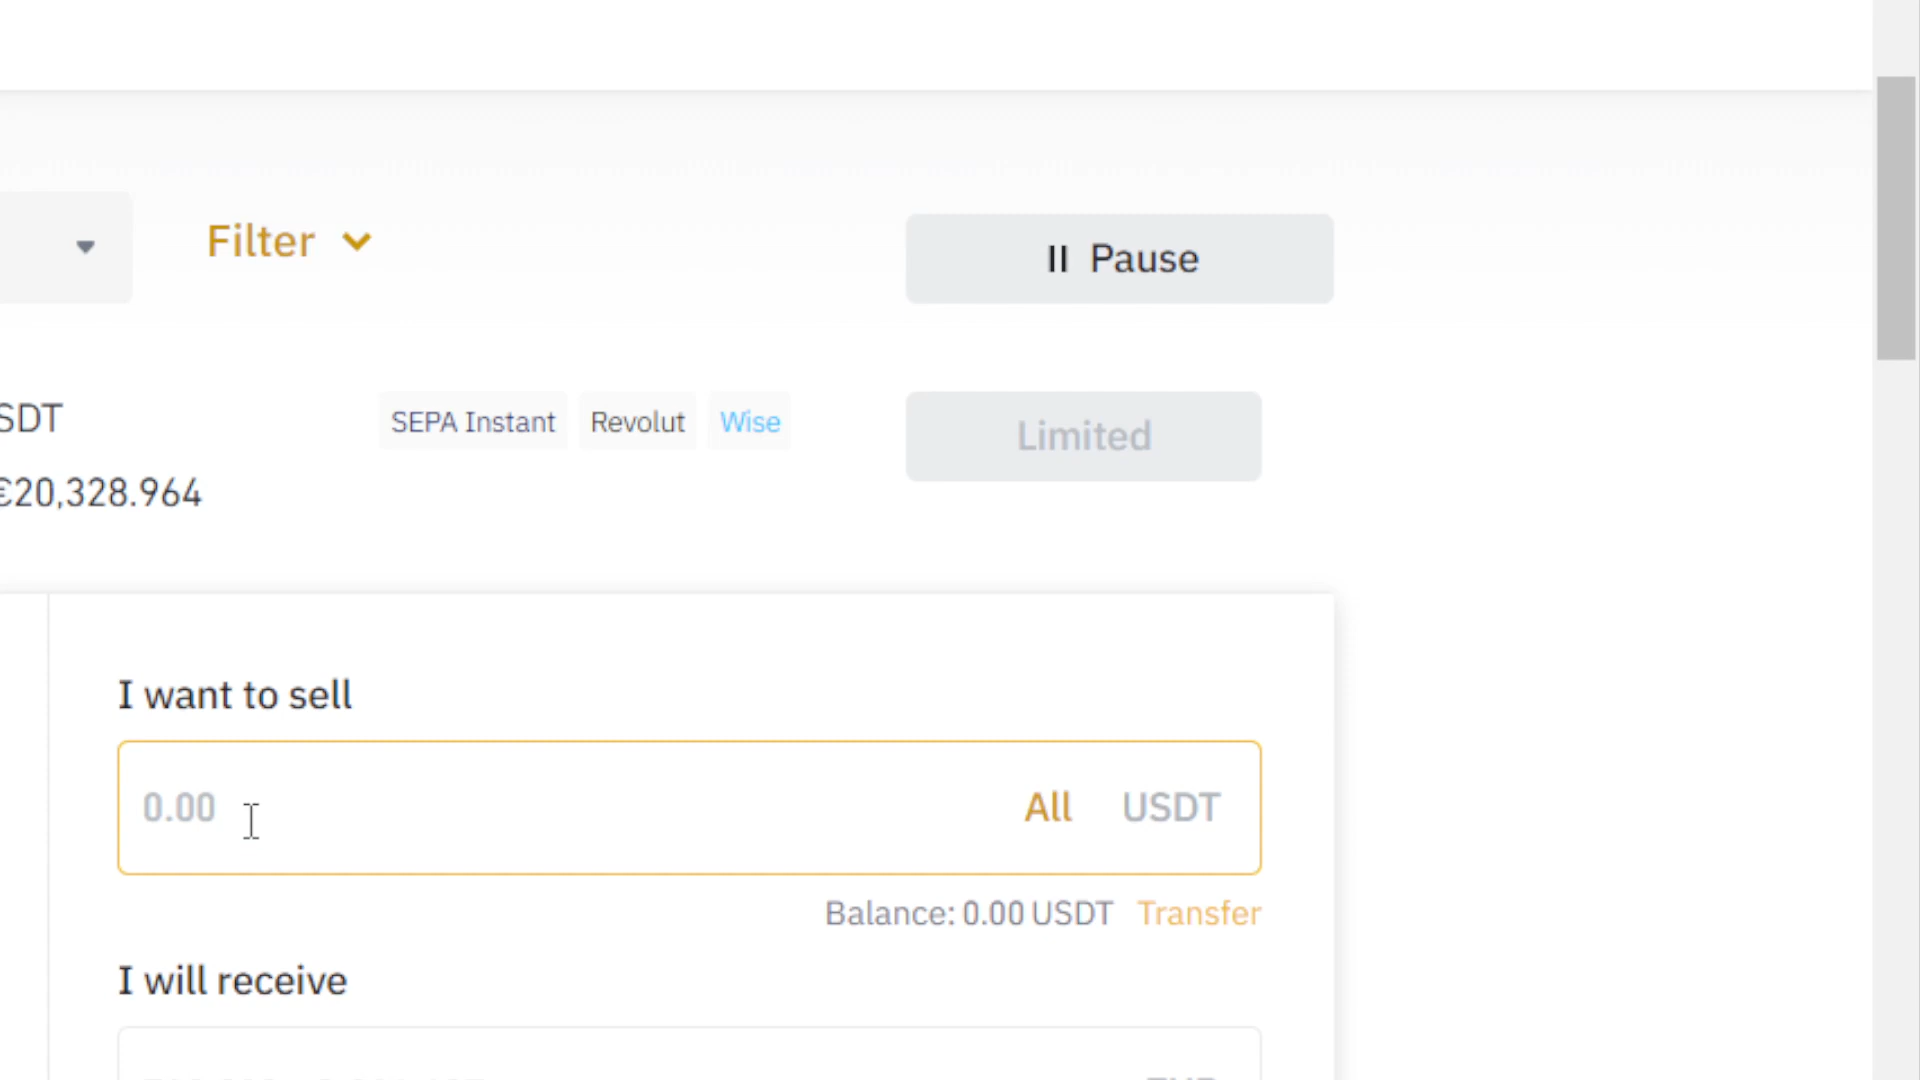 Filter
Pause
SDT
SEPA Instant Revolut Wise
Limited
€20,328.964
I want to sell
0.00 All USDT
Balance: 0.00 USDT Transfer
I will receive